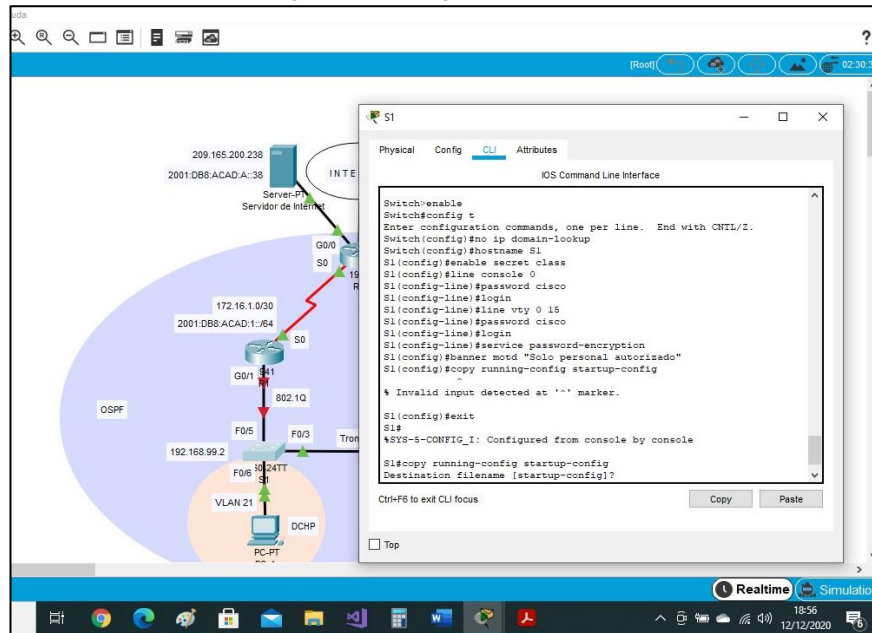 uda
?
[Root]
02:30:3
209.165.200.238
2001:DB8:ACAD:A::38
INTE
Server-PT
Servidor de Internet
G0/0
S0
19
R
172.16.1.0/30
2001:DB8:ACAD:1::/64
S0
G0/1
941
R1
802.1Q
OSPF
F0/5
F0/3
Tron
192.168.99.2
F0/6
60-24TT
S1
VLAN 21
DCHP
PC-PT
S1
Physical Config CLI Attributes
IOS Command Line Interface
Switch>enable
Switch#config t
Enter configuration commands, one per line. End with CNTL/Z.
Switch(config)#no ip domain-lookup
Switch(config)#hostname S1
S1(config)#enable secret class
S1(config)#line console 0
S1(config-line)#password cisco
S1(config-line)#login
S1(config-line)#line vty 0 15
S1(config-line)#password cisco
S1(config-line)#login
S1(config-line)#service password-encryption
S1(config)#banner motd "Solo personal autorizado"
S1(config)#copy running-config startup-config
^
% Invalid input detected at '^' marker.
S1(config)#exit
S1#
%SYS-5-CONFIG_I: Configured from console by console
S1#copy running-config startup-config
Destination filename [startup-config]?
Ctrl+F6 to exit CLI focus
Copy Paste
Top
Realtime Simulatio
18:56
12/12/2020
6